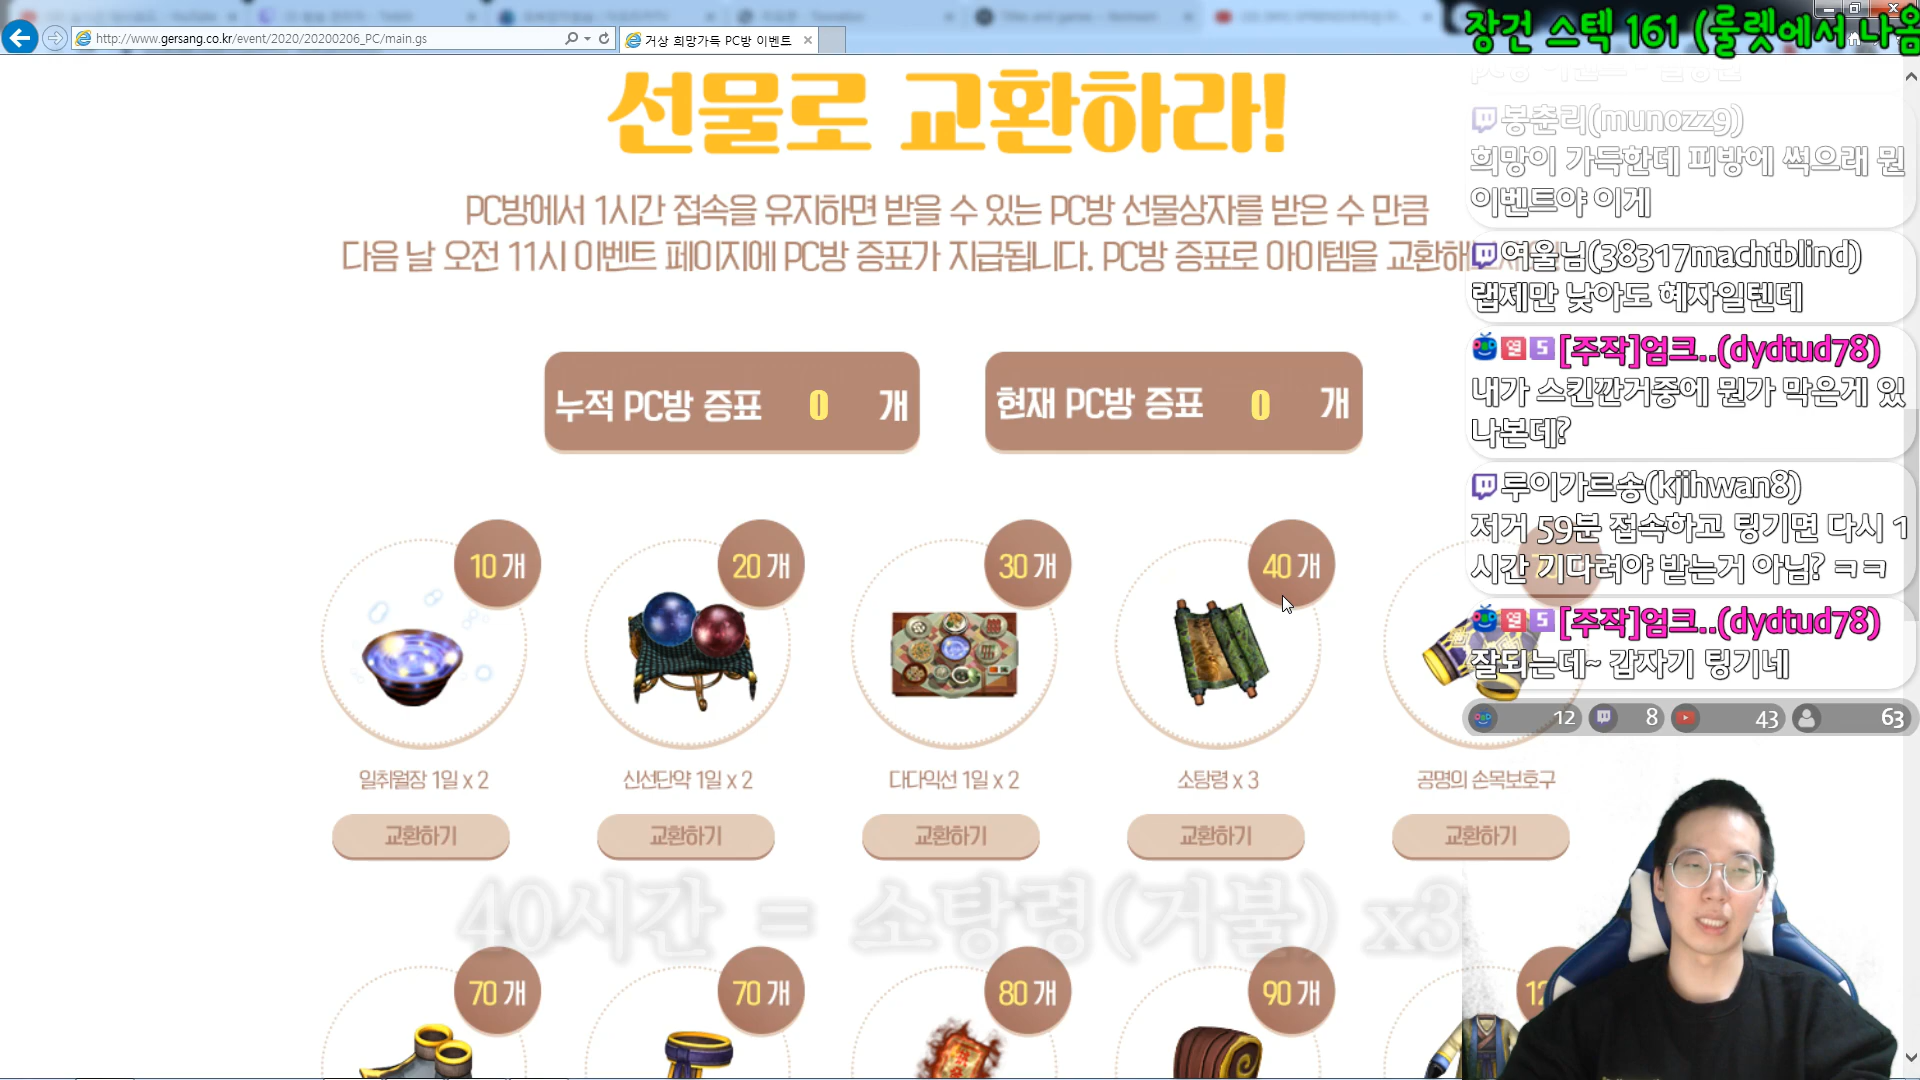 http://www.gersang.co.kr/event/2020/20200206_PC/main.gs
거상 희망가득 PC방 이벤트
장건 스텍 161 (룰렛에서 나옴
선물로 교환하라!
PC방에서 1시간 접속을 유지하면 받을 수 있는 PC방 선물상자를 받은 수 만큼
다음 날 오전 11시 이벤트 페이지에 PC방 증표가 지급됩니다. PC방 증표로 아이템을 교환해
누적 PC방 증표 0 개
현재 PC방 증표 0 개
10 개
20 개
30 개
40 개
일취월장 1일 x 2
신선단약 1일 x 2
다다익선 1일 x 2
소탕령 x 3
공명의 손목보호구
교환하기
교환하기
교환하기
교환하기
교환하기
40시간 = 소탕령(거불) x3
70 개
70 개
80 개
90 개
12
봉춘리(munozz9)
희망이 가득한데 피방에 썩으래 뭔
이벤트야 이게
여울님(38317machtblind)
랩제만 낮아도 혜자일텐데
열 5 [주작]엄크..(dydtud78)
내가 스킨깐거중에 뭔가 막은게 있
나본데?
루이가르송(kjihwan8)
저거 59분 접속하고 팅기면 다시 1
시간 기다려야 받는거 아님? ㅋㅋ
열 5 [주작]엄크..(dydtud78)
잘되는데~ 갑자기 팅기네
12 8 43 63